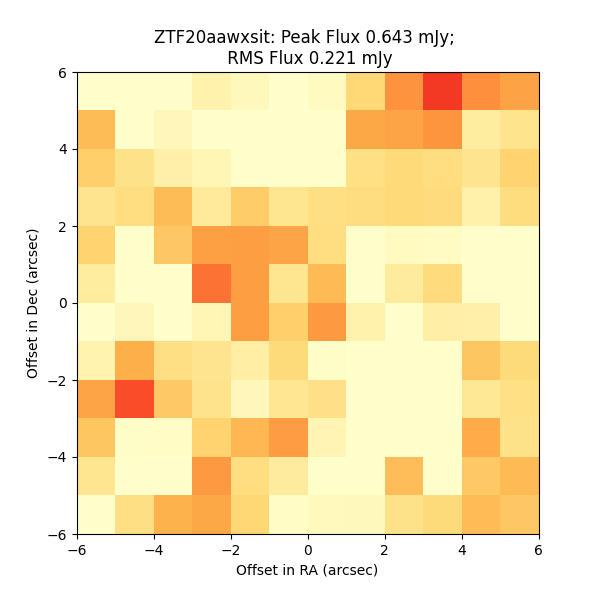 ZTF20aawxsit: Peak Flux 0.643 mJy;
RMS Flux 0.221 mJy
6
4
2
0
−2
−4
−6
Offset in Dec (arcsec)
−6 −4 −2 0 2 4 6
Offset in RA (arcsec)